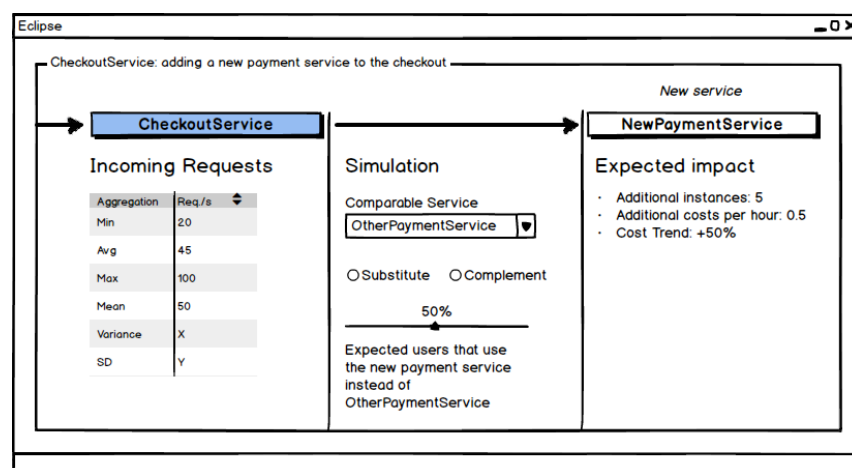 Eclipse
CheckoutService: adding a new payment service to the checkout
New service
CheckoutService
NewPaymentService
Incoming Requests
Aggregation Req./s
Min 20
Avg 45
Max 100
Mean 50
Variance X
SD Y
Simulation
Comparable Service
OtherPaymentService
Substitute Complement
50%
Expected users that use
the new payment service
instead of
OtherPaymentService
Expected impact
· Additional instances: 5
· Additional costs per hour: 0.5
· Cost Trend: +50%